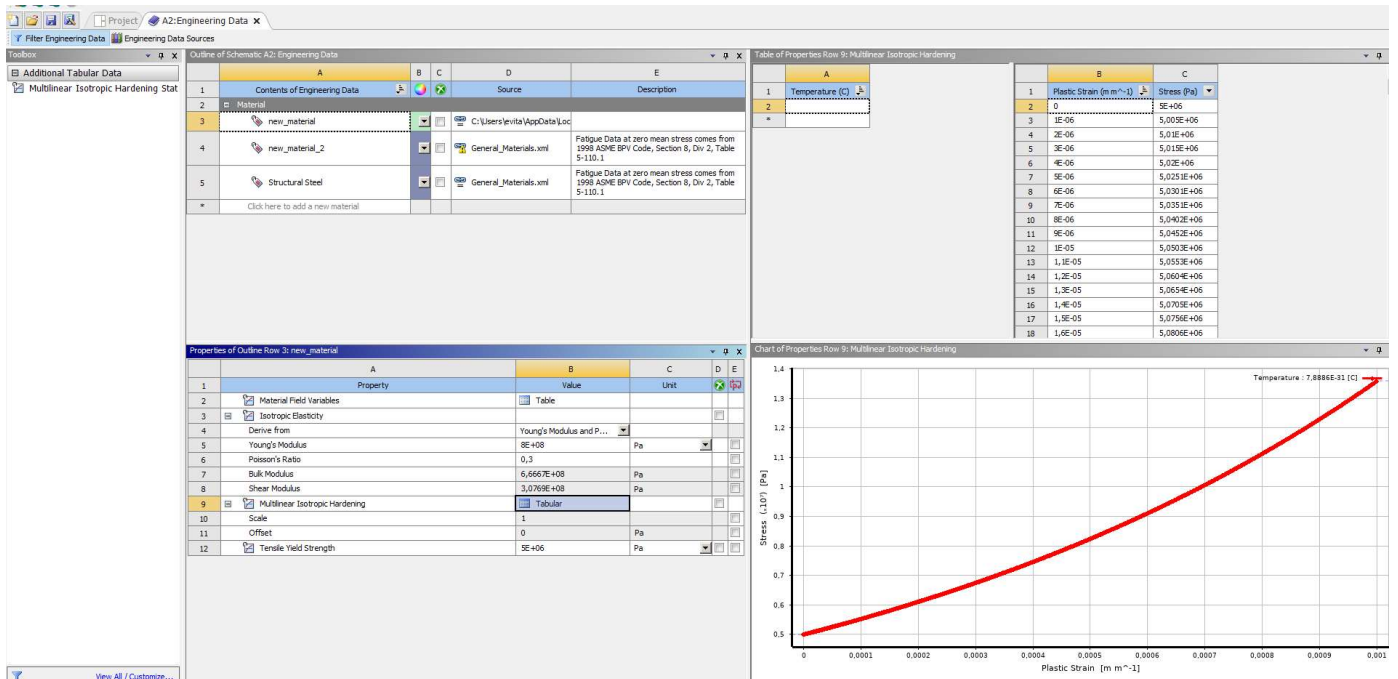 Project
A2:Engineering Data
Filter Engineering Data
Engineering Data Sources
Toolbox
Additional Tabular Data
Multilinear Isotropic Hardening Stat
View All / Customize...
Outline of Schematic A2: Engineering Data
A B C D E
1 Contents of Engineering Data Source Description
2 Material
3 new_material C:\Users\evita\AppData\Loc
4 new_material_2 General_Materials.xml
Fatigue Data at zero mean stress comes from
1998 ASME BPV Code, Section 8, Div 2, Table
5-110.1
5 Structural Steel General_Materials.xml
Fatigue Data at zero mean stress comes from
1998 ASME BPV Code, Section 8, Div 2, Table
5-110.1
* Click here to add a new material
Properties of Outline Row 3: new_material
A B C D E
1 Property Value Unit
2 Material Field Variables Table
3 Isotropic Elasticity
4 Derive from Young's Modulus and P...
5 Young's Modulus 8E+08 Pa
6 Poisson's Ratio 0,3
7 Bulk Modulus 6,6667E+08 Pa
8 Shear Modulus 3,0769E+08 Pa
9 Multilinear Isotropic Hardening Tabular
10 Scale 1
11 Offset 0 Pa
12 Tensile Yield Strength 5E+06 Pa
Table of Properties Row 9: Multilinear Isotropic Hardening
A
1 Temperature (C)
2
*
B C
1 Plastic Strain (m m^-1) Stress (Pa)
2 0 5E+06
3 1E-06 5,005E+06
4 2E-06 5,01E+06
5 3E-06 5,015E+06
6 4E-06 5,02E+06
7 5E-06 5,0251E+06
8 6E-06 5,0301E+06
9 7E-06 5,0351E+06
10 8E-06 5,0402E+06
11 9E-06 5,0452E+06
12 1E-05 5,0503E+06
13 1,1E-05 5,0553E+06
14 1,2E-05 5,0604E+06
15 1,3E-05 5,0654E+06
16 1,4E-05 5,0705E+06
17 1,5E-05 5,0756E+06
18 1,6E-05 5,0806E+06
Chart of Properties Row 9: Multilinear Isotropic Hardening
Temperature : 7,8886E-31 [C]
1,4
1,3
1,2
1,1
1
0,9
0,8
0,7
0,6
0,5
Stress (.10⁷) [Pa]
0 0,0001 0,0002 0,0003 0,0004 0,0005 0,0006 0,0007 0,0008 0,0009 0,001
Plastic Strain [m m^-1]